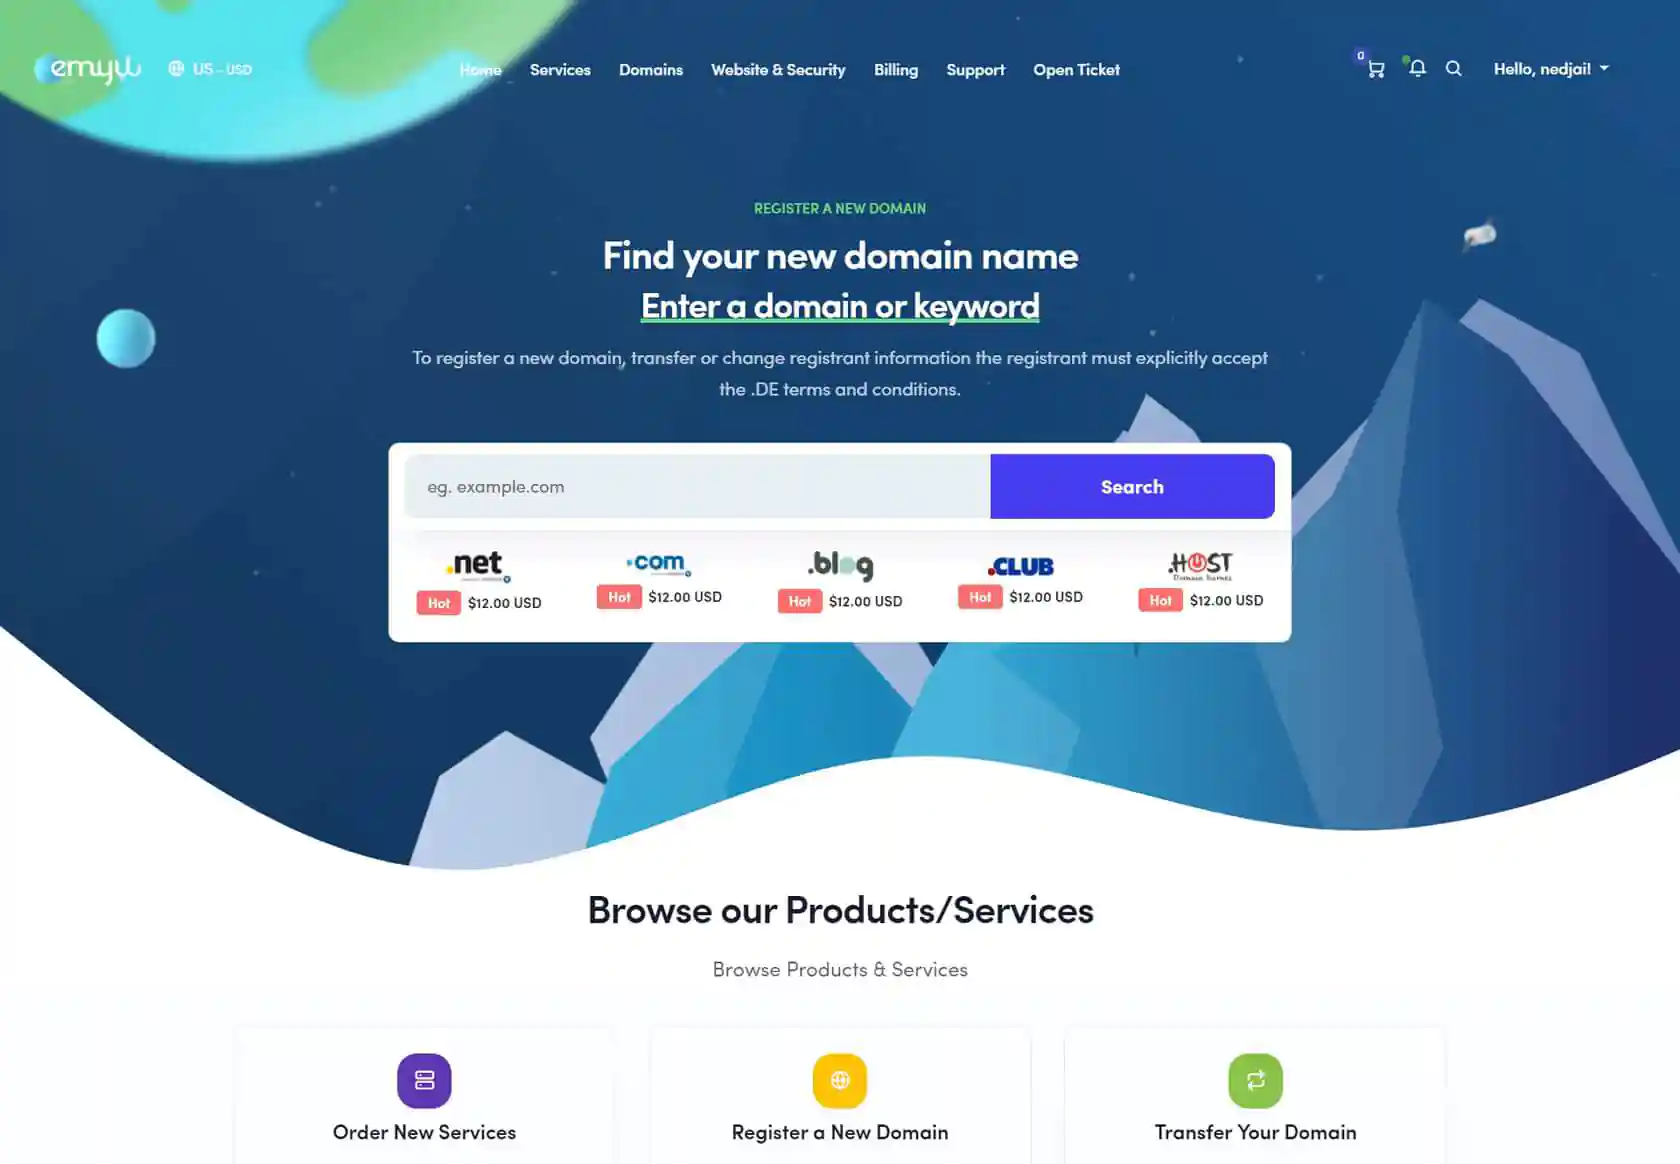 emyui
US - USD
Home
Services
Domains
Website & Security
Billing
Support
Open Ticket
0
Hello, nedjail
REGISTER A NEW DOMAIN
Find your new domain name
Enter a domain or keyword
To register a new domain, transfer or change registrant information the registrant must explicitly accept
the .DE terms and conditions.
eg. example.com
Search
.net
Hot $12.00 USD
.com
Hot $12.00 USD
.blog
Hot $12.00 USD
.CLUB
Hot $12.00 USD
.HOST
Domain Names
Hot $12.00 USD
Browse our Products/Services
Browse Products & Services
Order New Services
Register a New Domain
Transfer Your Domain